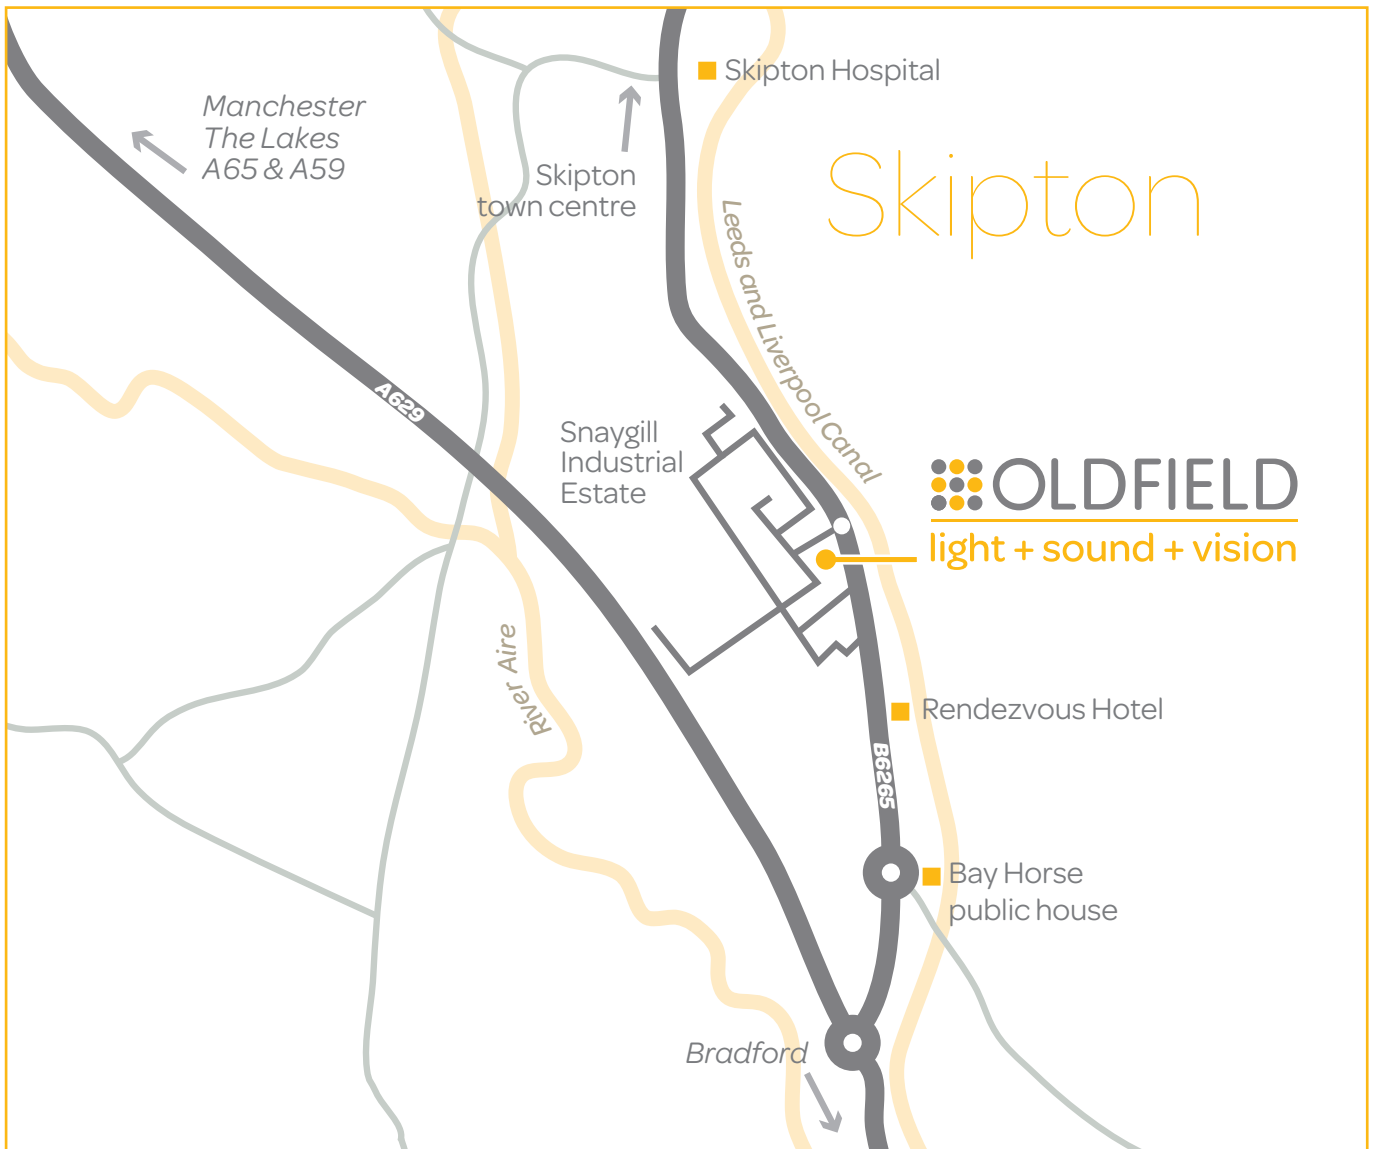 Skipton Hospital
Manchester
The Lakes
A65 & A59
Skipton
town centre
Skipton
Leeds and Liverpool Canal
A629
Snaygill
Industrial
Estate
OLDFIELD
light + sound + vision
River Aire
Rendezvous Hotel
B6265
Bay Horse
public house
Bradford